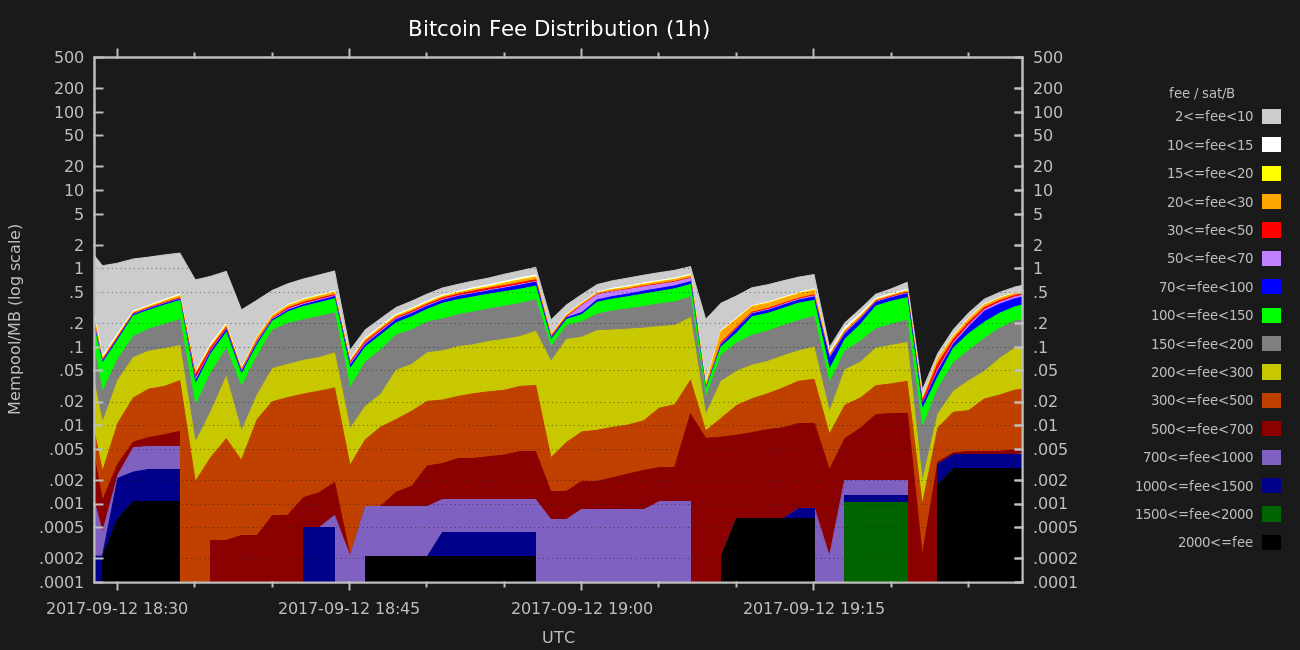 Bitcoin Fee Distribution (1h)
500 500
200 200
100 100
50 50
20 20
10 10
5 5
2 2
1 1
.5 .5
.2 .2
.1 .1
.05 .05
.02 .02
.01 .01
.005 .005
.002 .002
.001 .001
.0005 .0005
.0002 .0002
.0001 .0001
Mempool/MB (log scale)
2017-09-12 18:30 2017-09-12 18:45 2017-09-12 19:00 2017-09-12 19:15
UTC
fee / sat/B
2<=fee<10
10<=fee<15
15<=fee<20
20<=fee<30
30<=fee<50
50<=fee<70
70<=fee<100
100<=fee<150
150<=fee<200
200<=fee<300
300<=fee<500
500<=fee<700
700<=fee<1000
1000<=fee<1500
1500<=fee<2000
2000<=fee